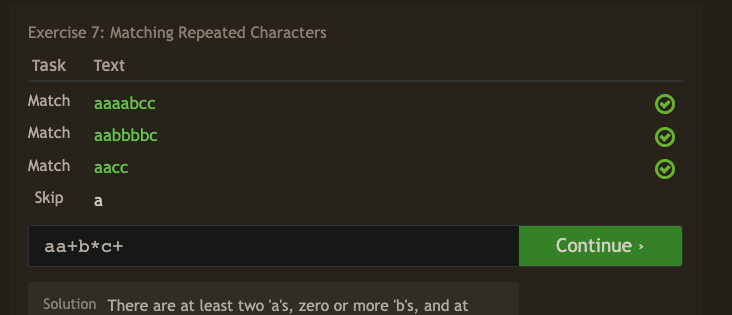 Exercise 7: Matching Repeated Characters
Task Text
Match aaaabcc
Match aabbbbc
Match aacc
Skip a
aa+b*c+ Continue ›
Solution There are at least two 'a's, zero or more 'b's, and at